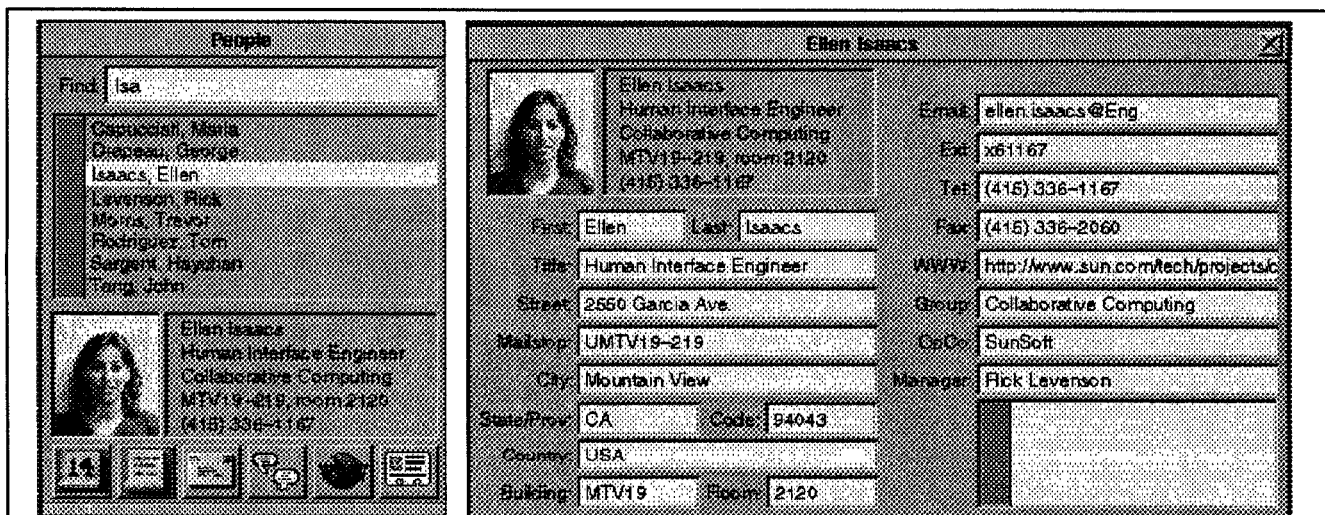 People
Find: Isa
Capuccisti, Maria
Drapeau, George
Isaacs, Ellen
Levenson, Rick
Morris, Trevor
Rodriguez, Tom
Sargent, Haychan
Tang, John
Ellen Isaacs
Human Interface Engineer
Collaborative Computing
MTV19-219, room 2120
(415) 336-1167
14
Ellen Isaacs
Ellen Isaacs
Human Interface Engineer
Collaborative Computing
MTV19-219, room 2120
(415) 336-1167
First: Ellen Last: Isaacs
Title: Human Interface Engineer
Street: 2550 Garcia Ave
Mailstop: UMTV19-219
City: Mountain View
State/Prov: CA Code: 94043
Country: USA
Building: MTV19 Room: 2120
Email: ellen.isaacs@Eng
Ext: x61167
Tel: (415) 336-1167
Fax: (415) 336-2060
WWW: http://www.sun.com/tech/projects/c
Group: Collaborative Computing
OpCo: SunSoft
Manager: Rick Levenson